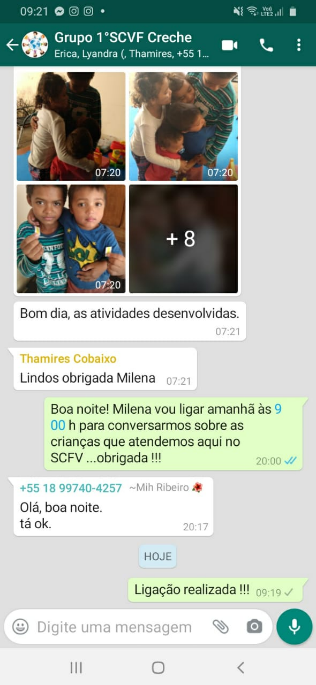 09:21
VoD
LTE2
Grupo 1°SCVF Creche
Erica, Lyandra (, Thamires, +55 1...
07:20
07:20
07:20
+ 8
Bom dia, as atividades desenvolvidas.
07:21
Thamires Cobaixo
Lindos obrigada Milena 07:21
Boa noite! Milena vou ligar amanhã às 9
00 h para conversarmos sobre as
crianças que atendemos aqui no
SCFV ...obrigada !!!
20:00
+55 18 99740-4257 ~Mih Ribeiro
Olá, boa noite.
tá ok.
20:17
HOJE
Ligação realizada !!! 09:19
Digite uma mensagem